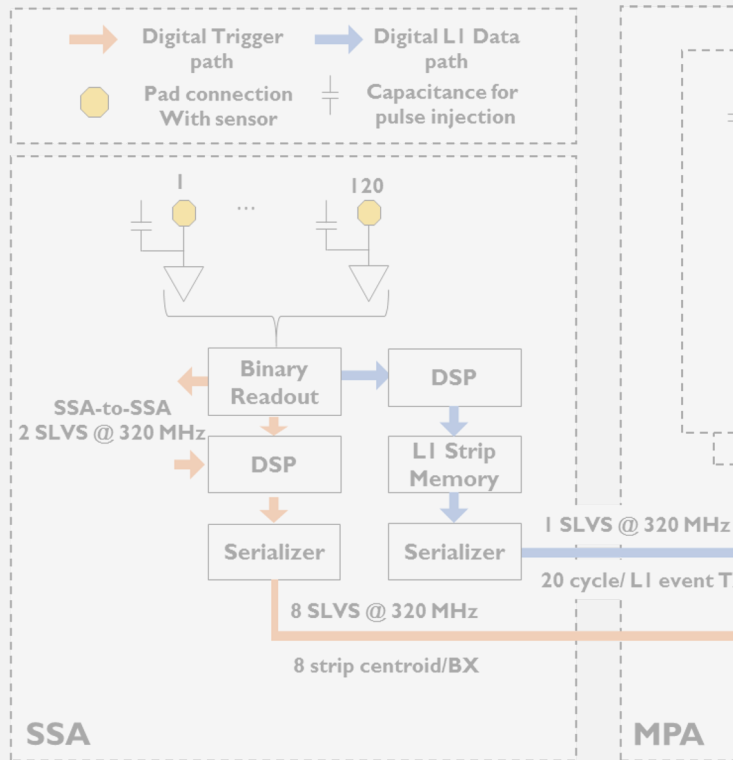 Digital Trigger
path
Digital L1 Data
path
Pad connection
With sensor
Capacitance for
pulse injection
1
...
120
Binary
Readout
DSP
SSA-to-SSA
2 SLVS @ 320 MHz
DSP
L1 Strip
Memory
Serializer
Serializer
1 SLVS @ 320 MHz
20 cycle/ L1 event T
8 SLVS @ 320 MHz
8 strip centroid/BX
SSA
MPA